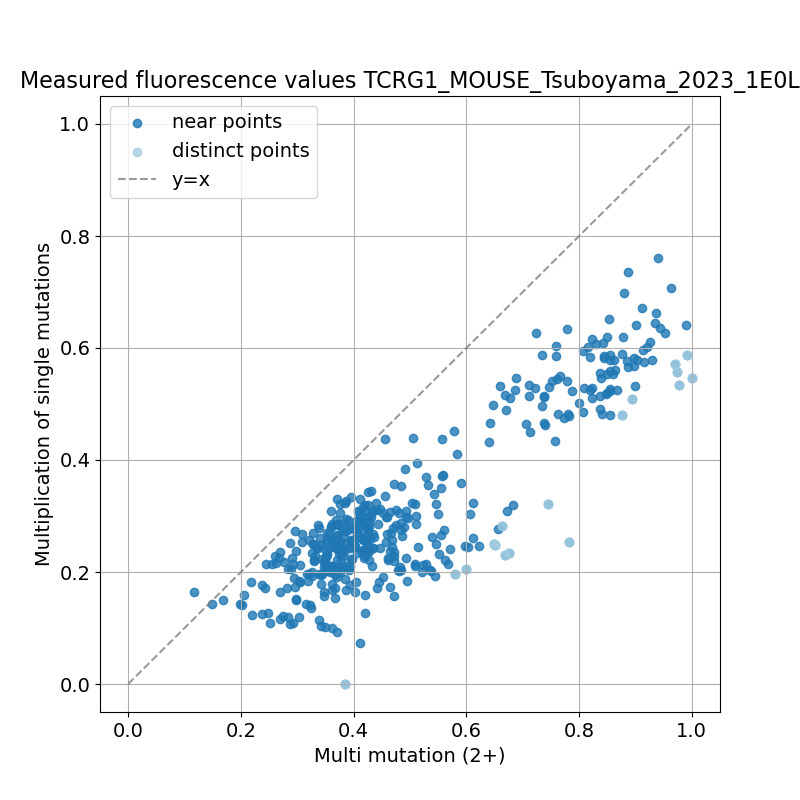 Measured fluorescence values TCRG1_MOUSE_Tsuboyama_2023_1E0L
near points
distinct points
y=x
1.0
0.8
0.6
0.4
0.2
0.0
Multiplication of single mutations
0.0 0.2 0.4 0.6 0.8 1.0
Multi mutation (2+)